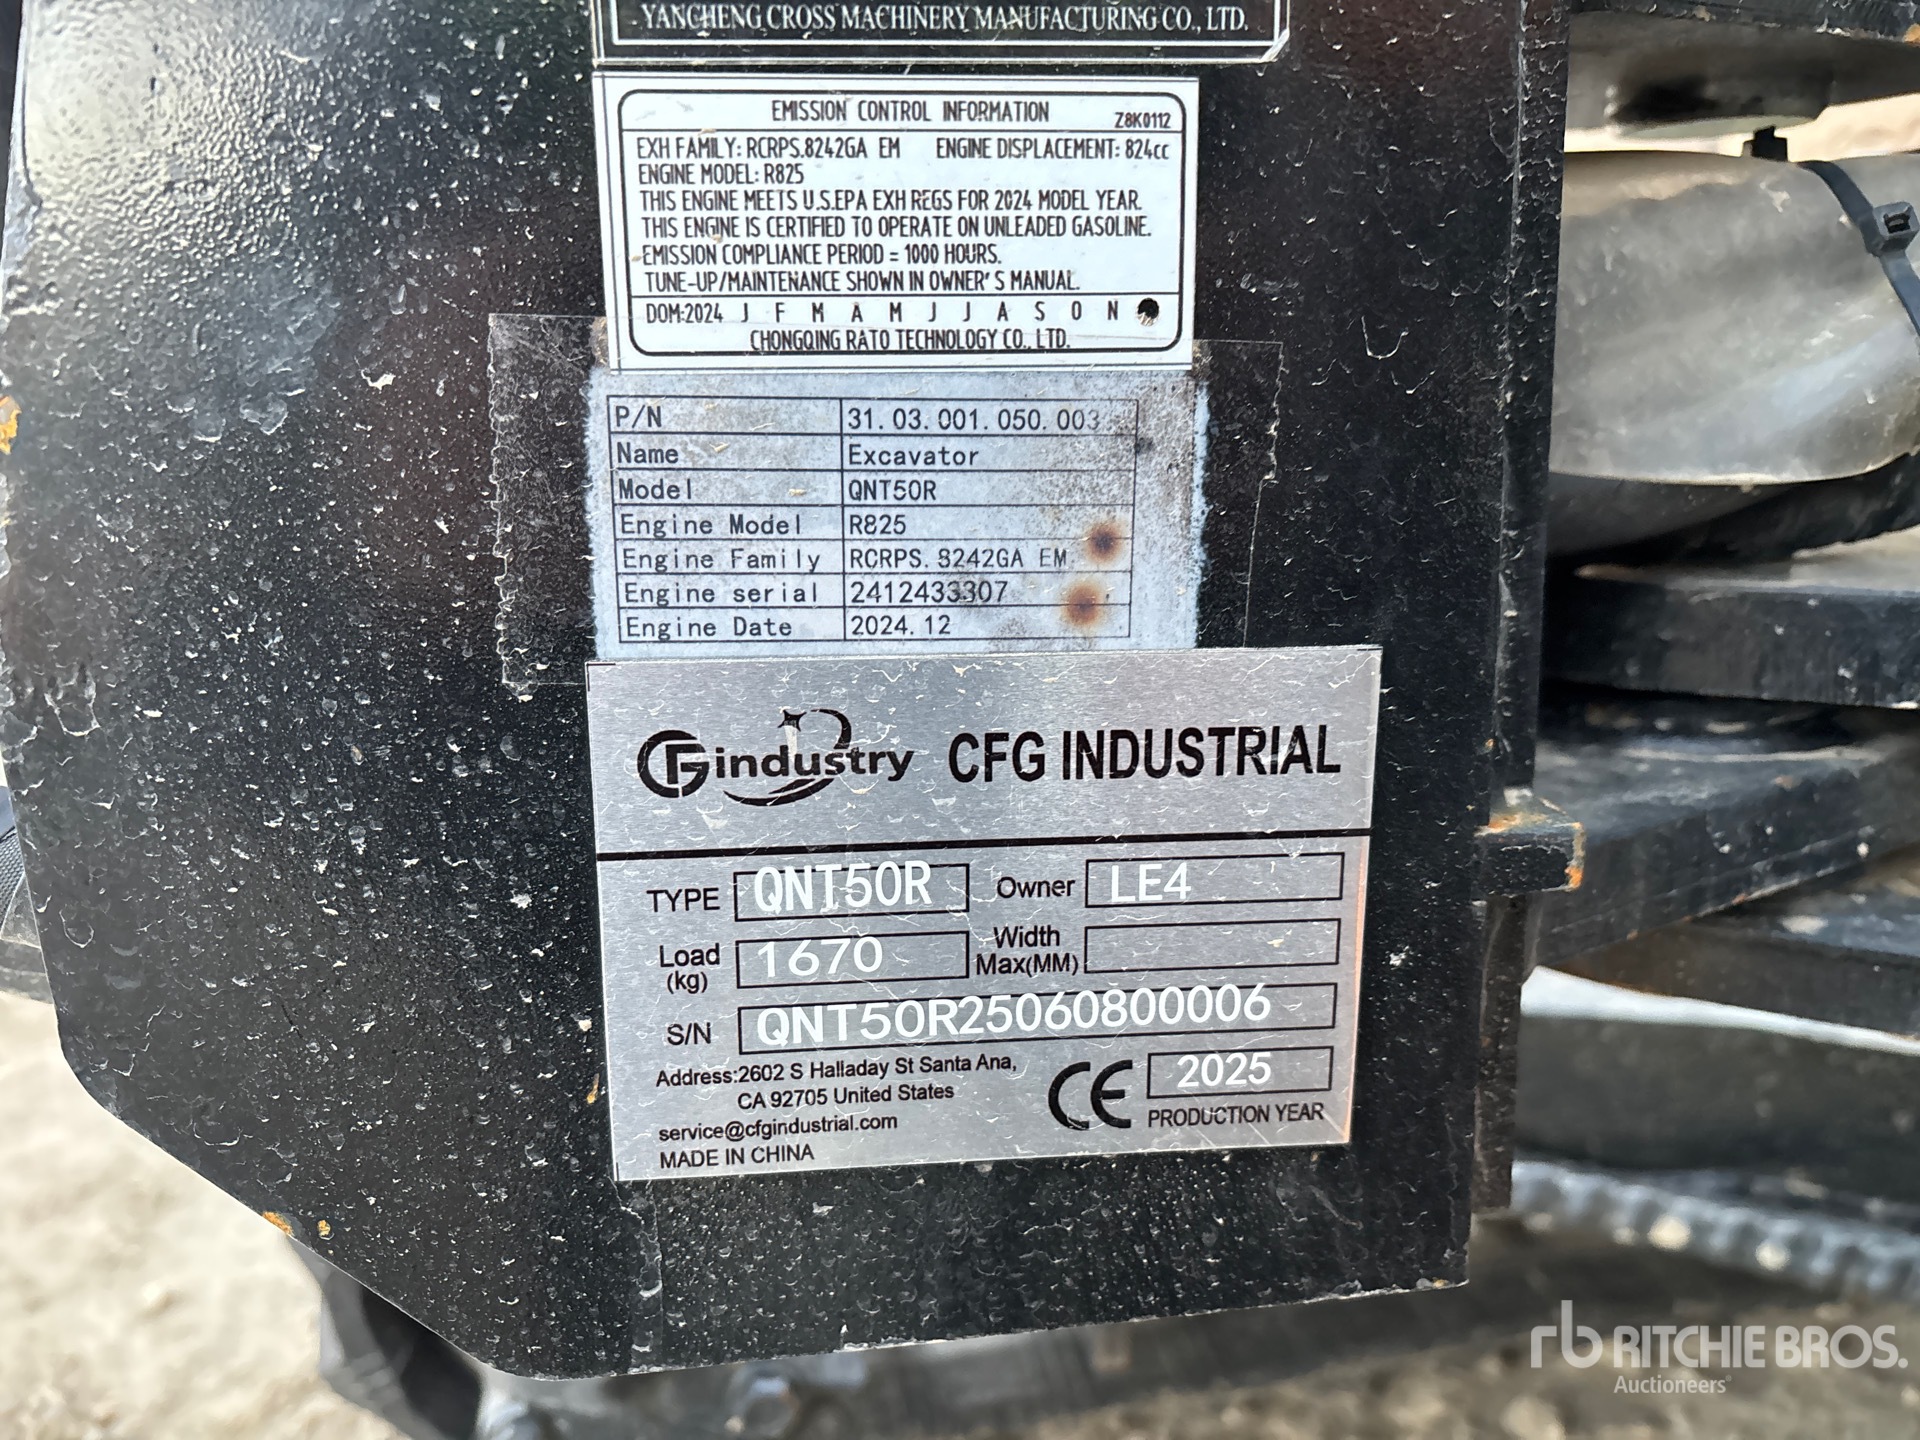 YANCHENG CROSS MACHINERY MANUFACTURING CO., LTD.
EMISSION CONTROL INFORMATION Z8K0112
EXH FAMILY: RCRPS.8242GA EM ENGINE DISPLACEMENT: 824cc
ENGINE MODEL: R825
THIS ENGINE MEETS U.S.EPA EXH REGS FOR 2024 MODEL YEAR.
THIS ENGINE IS CERTIFIED TO OPERATE ON UNLEADED GASOLINE.
EMISSION COMPLIANCE PERIOD = 1000 HOURS.
TUNE-UP/MAINTENANCE SHOWN IN OWNER'S MANUAL.
DOM:2024 J F M A M J J A S O N
CHONGQING RATO TECHNOLOGY CO., LTD.
P/N 31.03.001.050.003
Name Excavator
Model QNT50R
Engine Model R825
Engine Family RCRPS.8242GA EM
Engine serial 2412433307
Engine Date 2024.12
CFG industry CFG INDUSTRIAL
TYPE QNT50R Owner LE4
Load (kg) 1670 Width Max(MM)
S/N QNT50R25060800006
Address:2602 S Halladay St Santa Ana,
CA 92705 United States
service@cfgindustrial.com
MADE IN CHINA
CE 2025
PRODUCTION YEAR
rb RITCHIE BROS.
Auctioneers